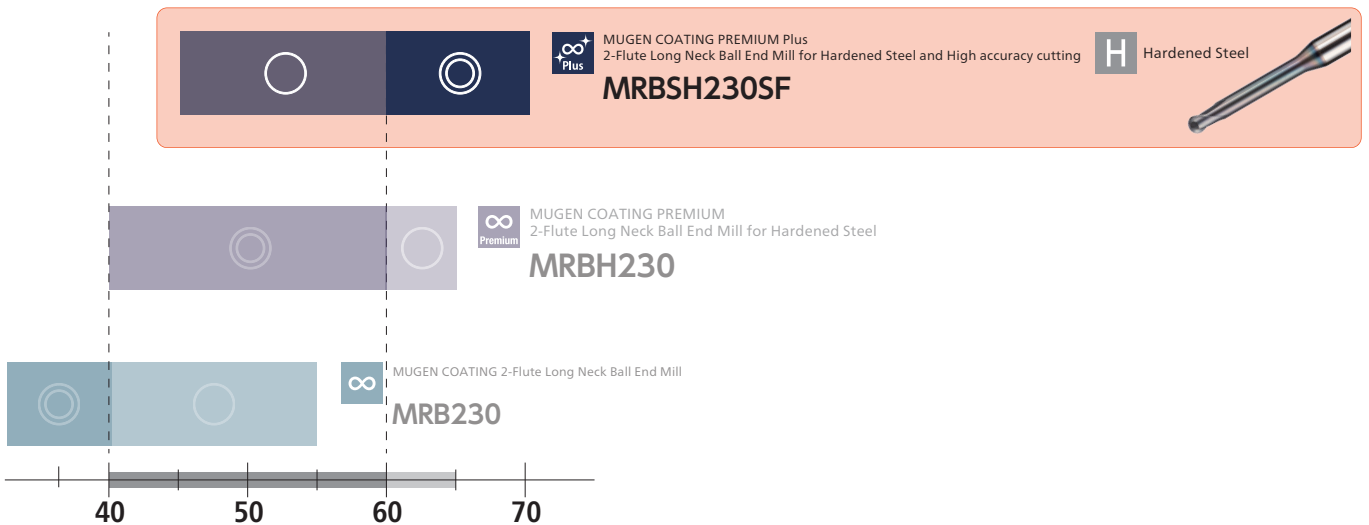 MUGEN COATING PREMIUM Plus
2-Flute Long Neck Ball End Mill for Hardened Steel and High accuracy cutting
MRBSH230SF
Plus
H Hardened Steel
MUGEN COATING PREMIUM
2-Flute Long Neck Ball End Mill for Hardened Steel
MRBH230
∞
Premium
MUGEN COATING 2-Flute Long Neck Ball End Mill
MRB230
∞
40 50 60 70